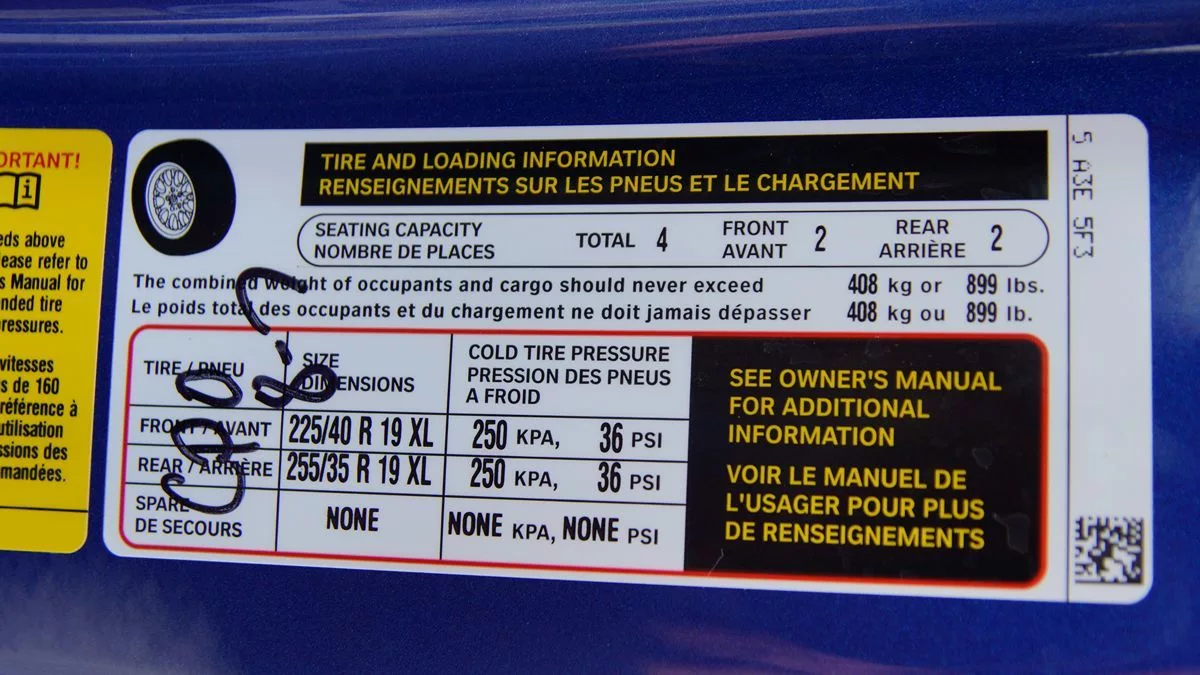 ORTANT!
eds above
ease refer to
s Manual for
nded tire
ressures.
vitesses
s de 160
référence à
utilisation
ssions des
mandées.
TIRE AND LOADING INFORMATION
RENSEIGNEMENTS SUR LES PNEUS ET LE CHARGEMENT
SEATING CAPACITY TOTAL 4 FRONT 2 REAR 2
NOMBRE DE PLACES AVANT ARRIÈRE
The combined weight of occupants and cargo should never exceed 408 kg or 899 lbs.
Le poids total des occupants et du chargement ne doit jamais dépasser 408 kg ou 899 lb.
TIRE / PNEU
SIZE
DIMENSIONS
COLD TIRE PRESSURE
PRESSION DES PNEUS
A FROID
FRONT / AVANT 225/40 R 19 XL 250 KPA, 36 PSI
REAR / ARRIÈRE 255/35 R 19 XL 250 KPA, 36 PSI
SPARE
DE SECOURS
NONE NONE KPA, NONE PSI
SEE OWNER'S MANUAL
FOR ADDITIONAL
INFORMATION
VOIR LE MANUEL DE
L'USAGER POUR PLUS
DE RENSEIGNEMENTS
5 A3E 5F3